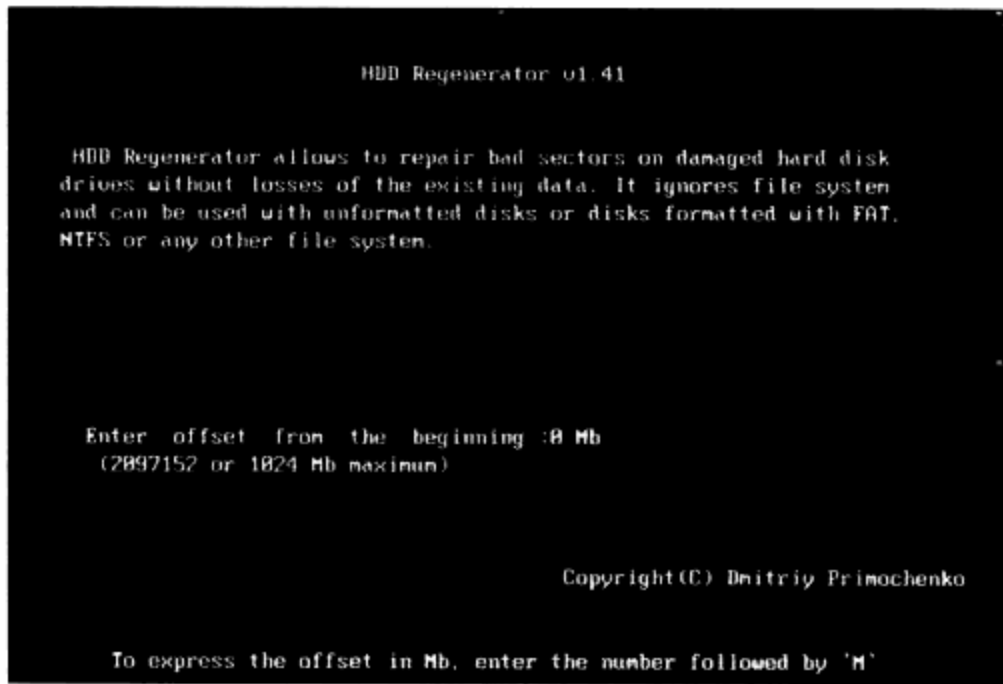 HDD Regenerator v1.41
HDD Regenerator allows to repair bad sectors on damaged hard disk
drives without losses of the existing data. It ignores file system
and can be used with unformatted disks or disks formatted with FAT,
NTFS or any other file system.
Enter offset from the beginning :0 Mb
(2097152 or 1024 Mb maximum)
Copyright(C) Dmitriy Primochenko
To express the offset in Mb, enter the number followed by 'M'